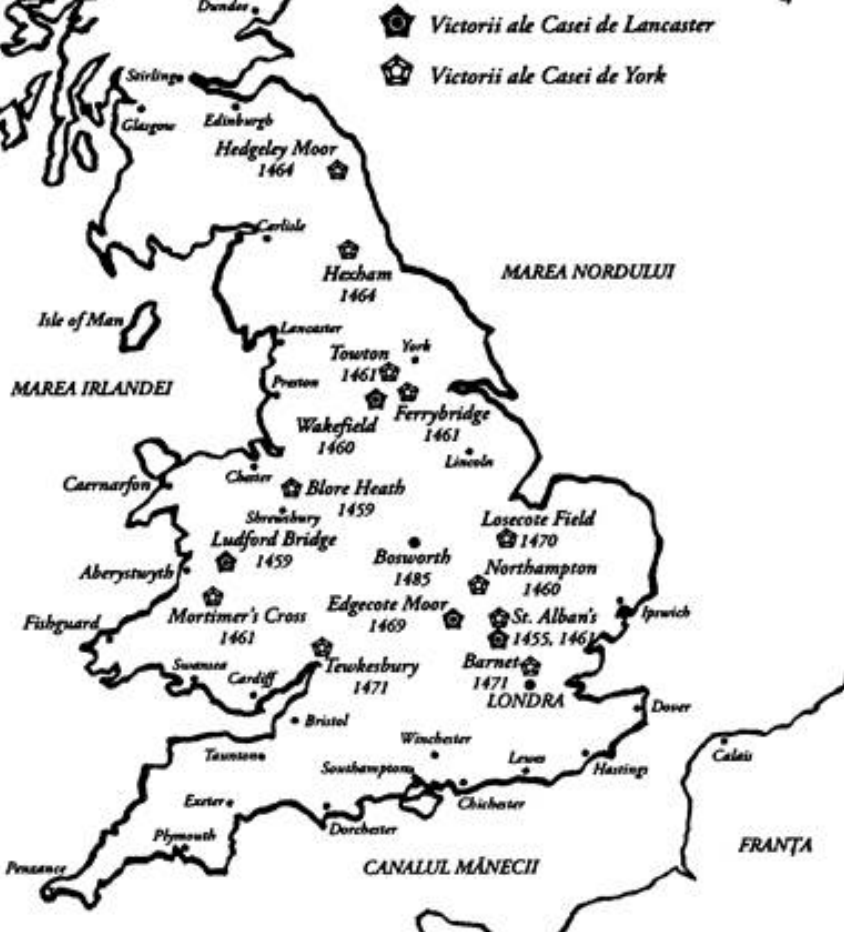 Dundee
Victorii ale Casei de Lancaster
Victorii ale Casei de York
Stirling
Glasgow
Edinburgh
Hedgeley Moor
1464
Carlisle
Hexham
1464
MAREA NORDULUI
Isle of Man
Lancaster
York
Towton
1461
MAREA IRLANDEI
Preston
Ferrybridge
1461
Wakefield
1460
Lincoln
Chester
Caernarfon
Blore Heath
1459
Shrewsbury
Losecote Field
1470
Ludford Bridge
1459
Bosworth
1485
Northampton
1460
Aberystwyth
Mortimer's Cross
1461
Edgecote Moor
1469
St. Alban's
1455, 1461
Ipswich
Fishguard
Swansea
Cardiff
Tewkesbury
1471
Barnet
1471
LONDRA
Dover
Bristol
Winchester
Taunton
Southampton
Lewes
Hastings
Calais
Exeter
Chichester
Dorchester
Plymouth
Penzance
CANALUL MÂNECII
FRANȚA